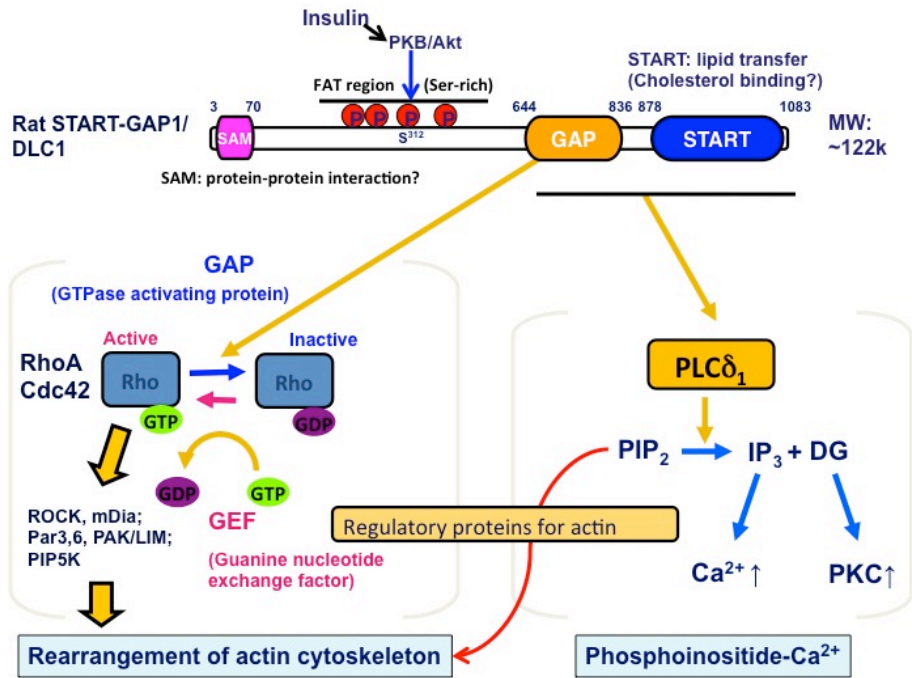 Insulin
PKB/Akt
START: lipid transfer
(Cholesterol binding?)
FAT region (Ser-rich)
3 70 644 836 878 1083
P P P P
Rat START-GAP1/
DLC1
SAM
S³¹²
GAP
START
MW:
~122k
SAM: protein-protein interaction?
GAP
(GTPase activating protein)
Active
Inactive
RhoA
Cdc42
Rho
Rho
GTP
GDP
GDP
GTP
GEF
(Guanine nucleotide
exchange factor)
ROCK, mDia;
Par3,6, PAK/LIM;
PIP5K
PLCδ₁
PIP₂
IP₃ + DG
Regulatory proteins for actin
Ca²⁺ ↑
PKC↑
Rearrangement of actin cytoskeleton
Phosphoinositide-Ca²⁺